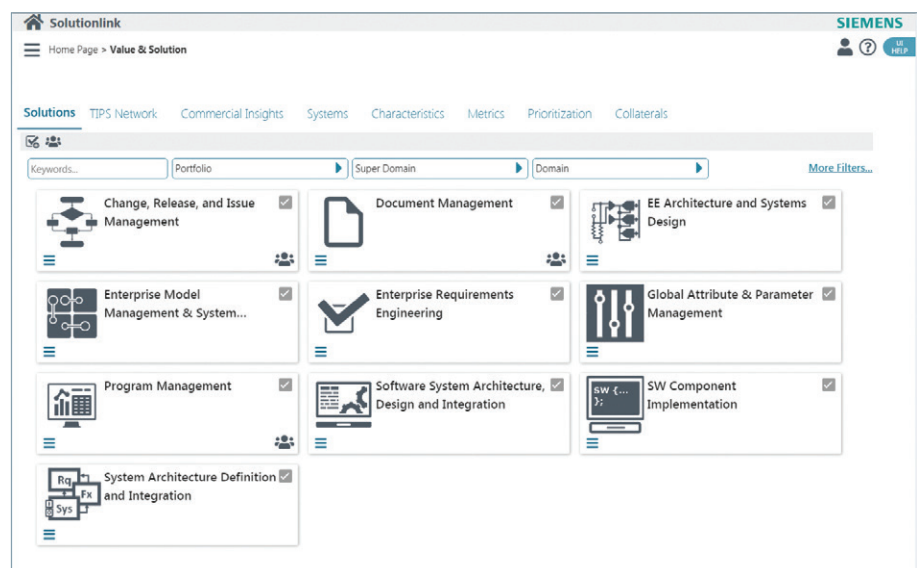 Solutionlink
SIEMENS
Home Page > Value & Solution
UI
HELP
Solutions TIPS Network Commercial Insights Systems Characteristics Metrics Prioritization Collaterals
Keywords... Portfolio Super Domain Domain More Filters...
Change, Release, and Issue
Management
Document Management
EE Architecture and Systems
Design
Enterprise Model
Management & System...
Enterprise Requirements
Engineering
Global Attribute & Parameter
Management
Program Management
Software System Architecture,
Design and Integration
SW {...
};
SW Component
Implementation
Rq
Fx
Sys
System Architecture Definition
and Integration